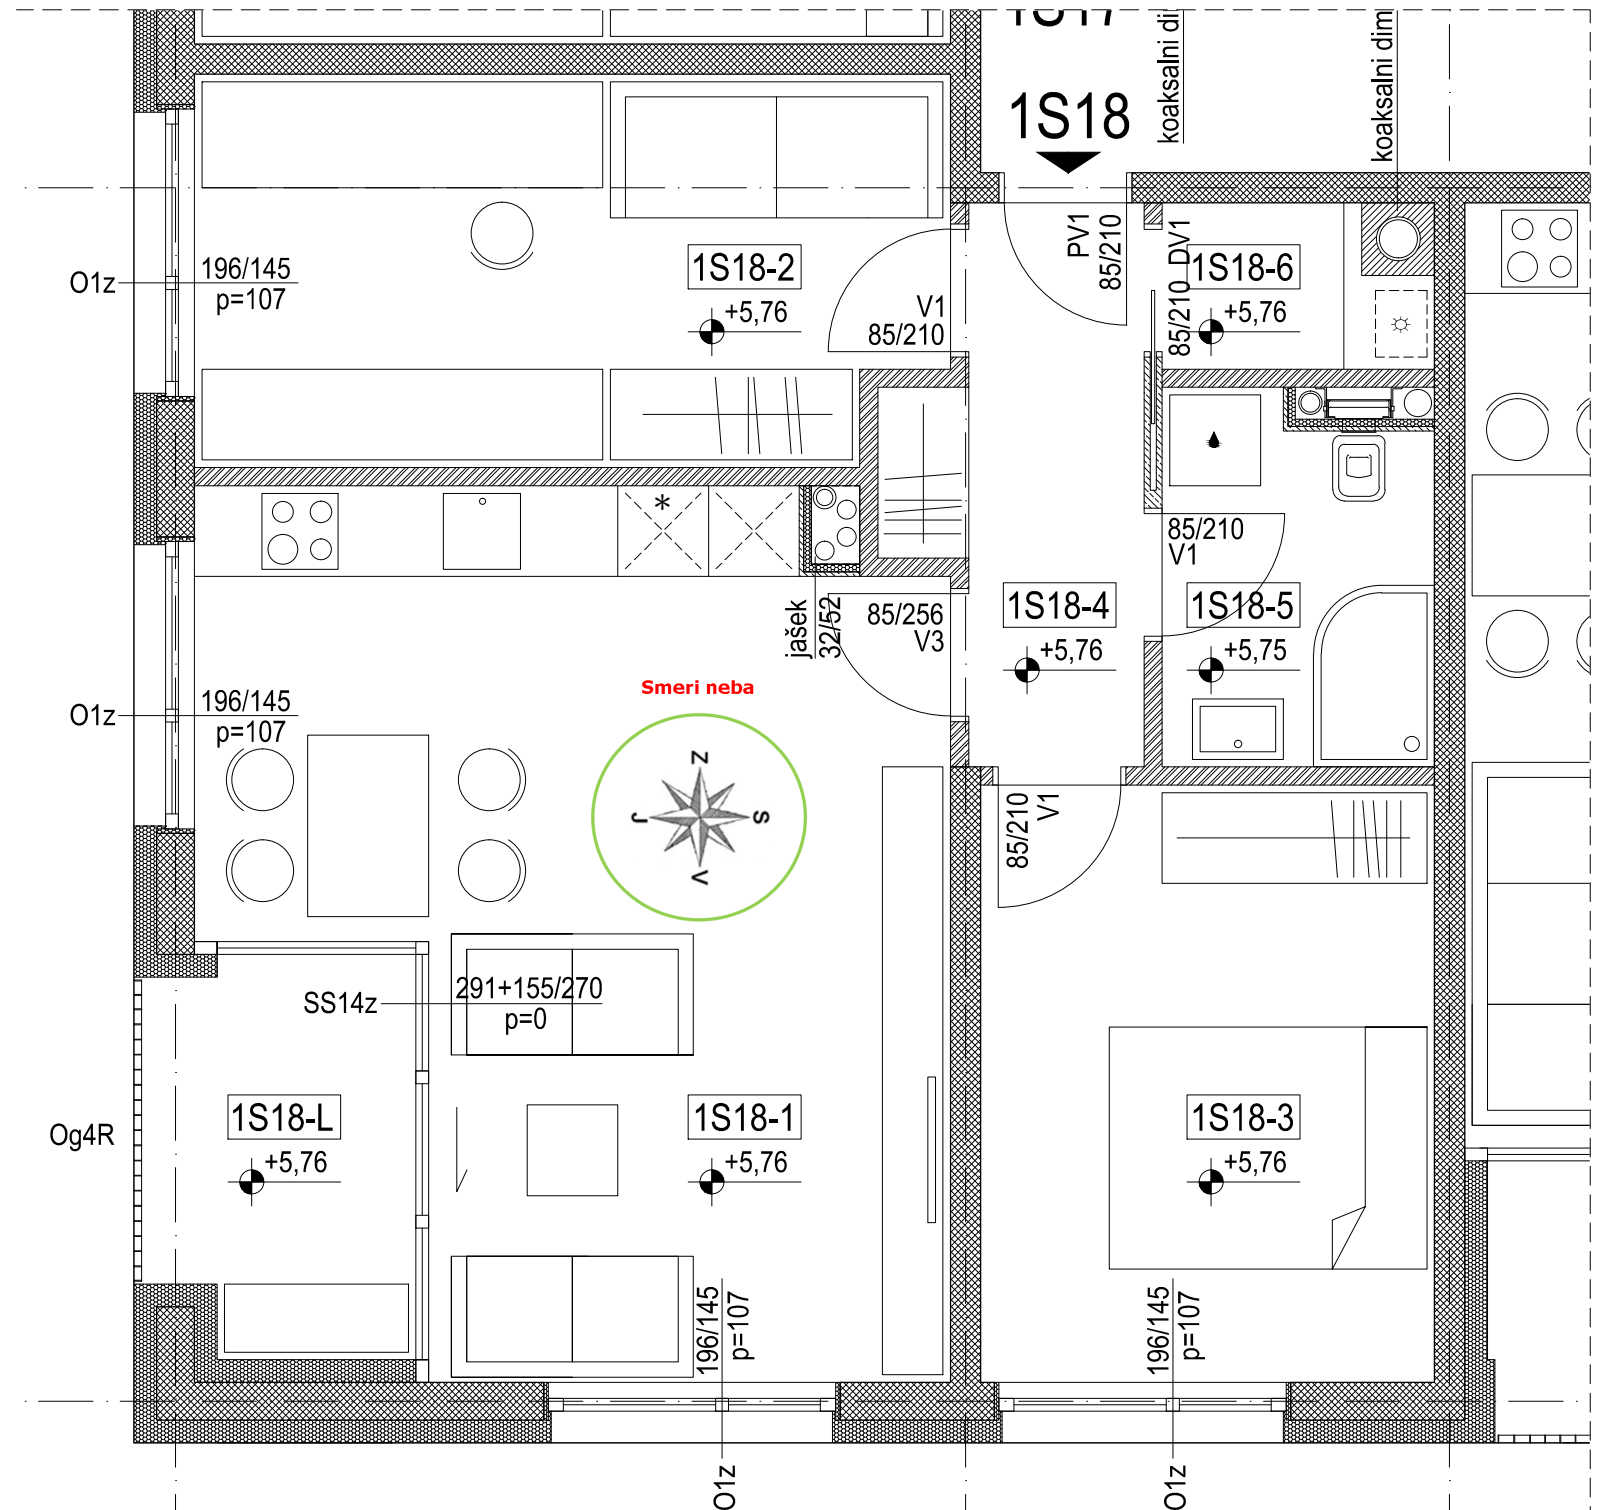 1S17
koaksalni di
koaksalni dim
1S18
PV1
85/210
85/210 DV1
O1z
196/145
p=107
1S18-2
+5,76
V1
85/210
1S18-6
+5,76
*
jašek
32/52
85/256
V3
85/210
V1
1S18-4
+5,76
1S18-5
+5,75
O1z
196/145
p=107
Smeri neba
Z
J
S
V
85/210
V1
SS14z
291+155/270
p=0
Og4R
1S18-L
+5,76
1S18-1
+5,76
1S18-3
+5,76
196/145
p=107
196/145
p=107
O1z
O1z